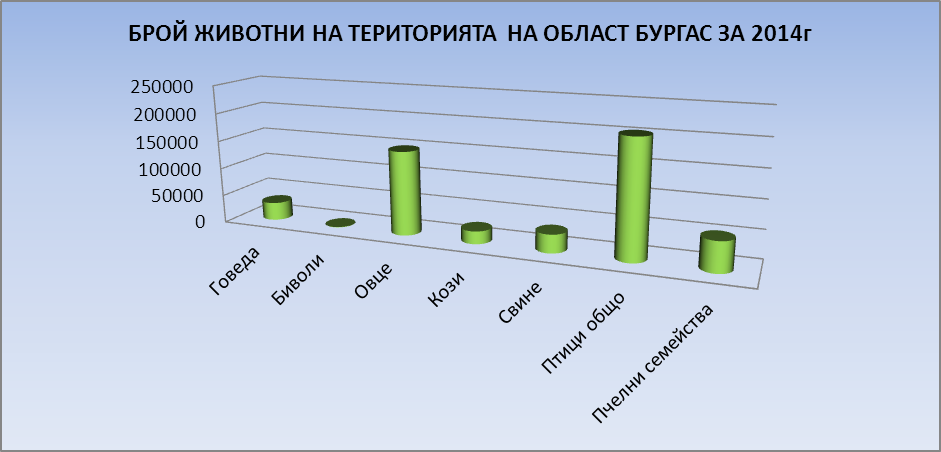 БРОЙ ЖИВОТНИ НА ТЕРИТОРИЯТА НА ОБЛАСТ БУРГАС ЗА 2014г
250000
200000
150000
100000
50000
0
Говеда
Биволи
Овце
Кози
Свине
Птици общо
Пчелни семейства